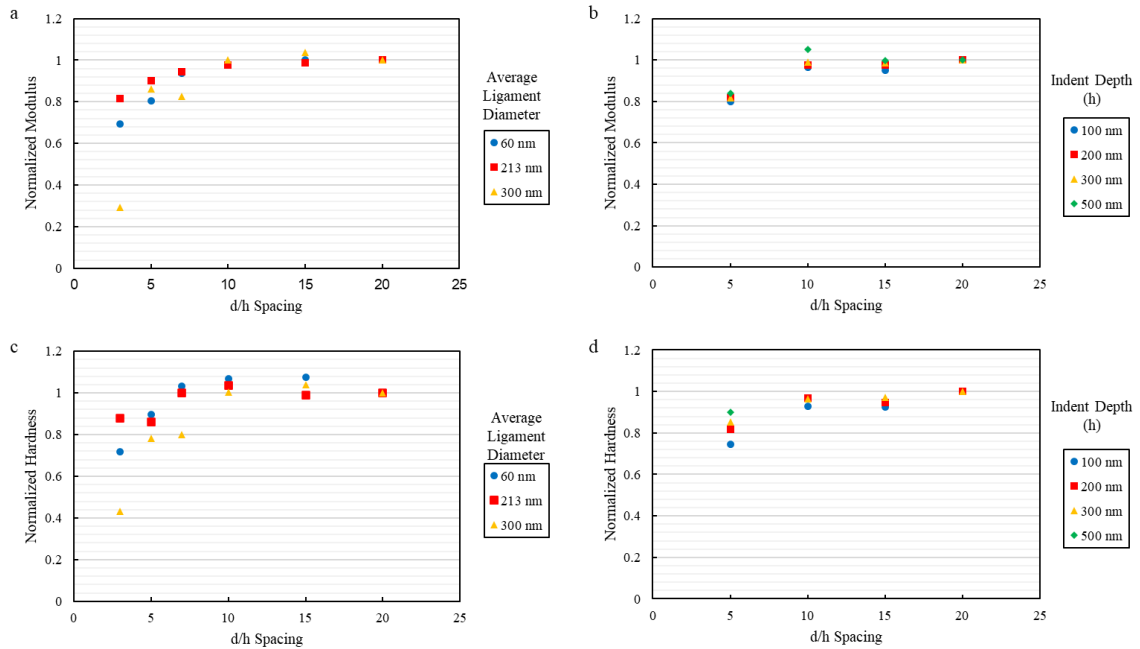 a
1.2
1
0.8
0.6
0.4
0.2
0
0 5 10 15 20 25
Normalized Modulus
d/h Spacing
Average
Ligament
Diameter
60 nm
213 nm
300 nm
b
1.2
1
0.8
0.6
0.4
0.2
0
0 5 10 15 20 25
Normalized Modulus
d/h Spacing
Indent Depth
(h)
100 nm
200 nm
300 nm
500 nm
c
1.2
1
0.8
0.6
0.4
0.2
0
0 5 10 15 20 25
Normalized Hardness
d/h Spacing
Average
Ligament
Diameter
60 nm
213 nm
300 nm
d
1.2
1
0.8
0.6
0.4
0.2
0
0 5 10 15 20 25
Normalized Hardness
d/h Spacing
Indent Depth
(h)
100 nm
200 nm
300 nm
500 nm